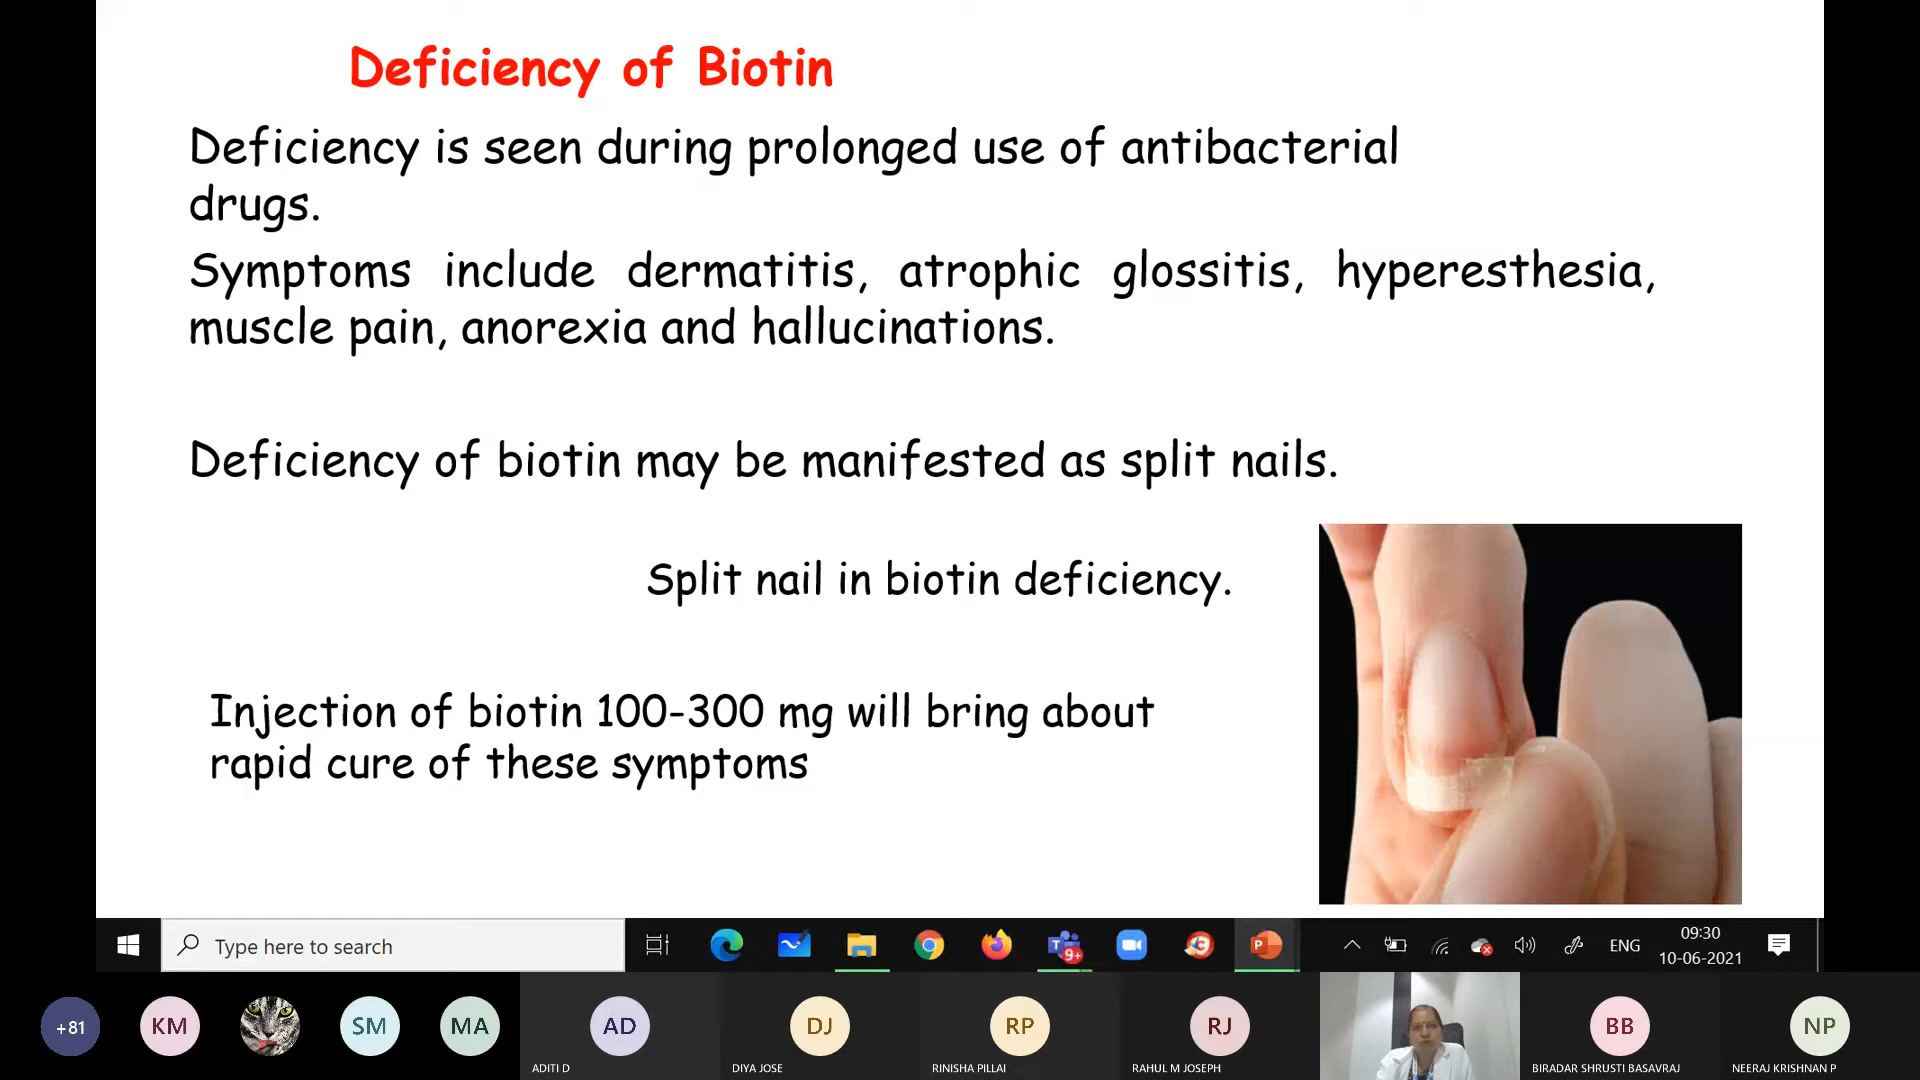 Deficiency of Biotin
Deficiency is seen during prolonged use of antibacterial
drugs.
Symptoms include dermatitis, atrophic glossitis, hyperesthesia,
muscle pain, anorexia and hallucinations.
Deficiency of biotin may be manifested as split nails.
Split nail in biotin deficiency.
Injection of biotin 100-300 mg will bring about
rapid cure of these symptoms
Type here to search
T
9+
P
ENG
09:30
10-06-2021
+81
KM
SM
MA
AD
DJ
RP
RJ
BB
NP
ADITI D
DIYA JOSE
RINISHA PILLAI
RAHUL M JOSEPH
BIRADAR SHRUSTI BASAVRAJ
NEERAJ KRISHNAN P